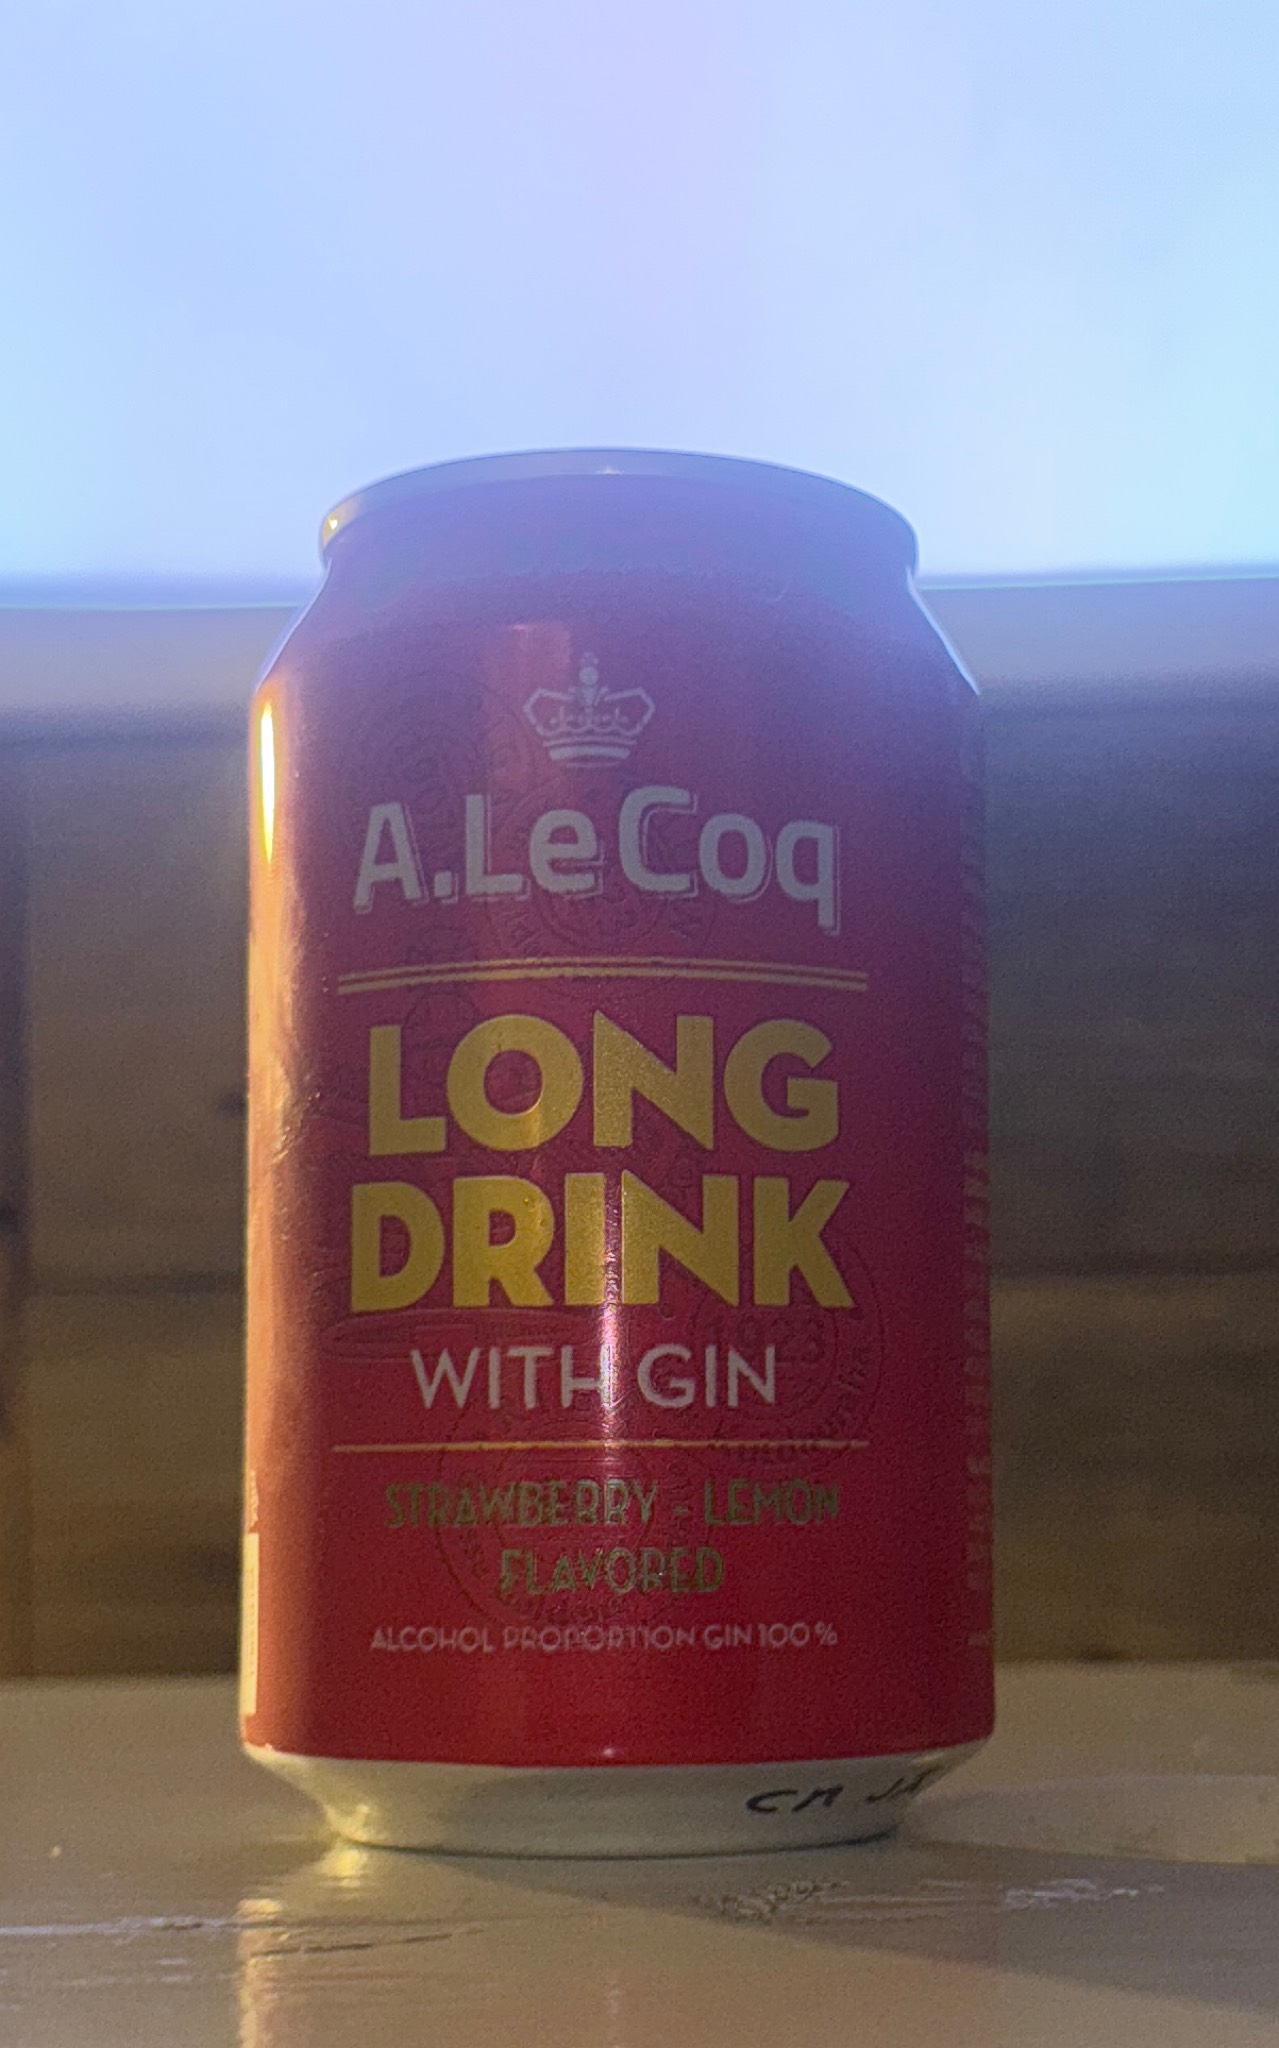 A.Le Coq
LONG
DRINK
WITH GIN
STRAWBERRY - LEMON
FLAVORED
ALCOHOL PROPORTION GIN 100 %